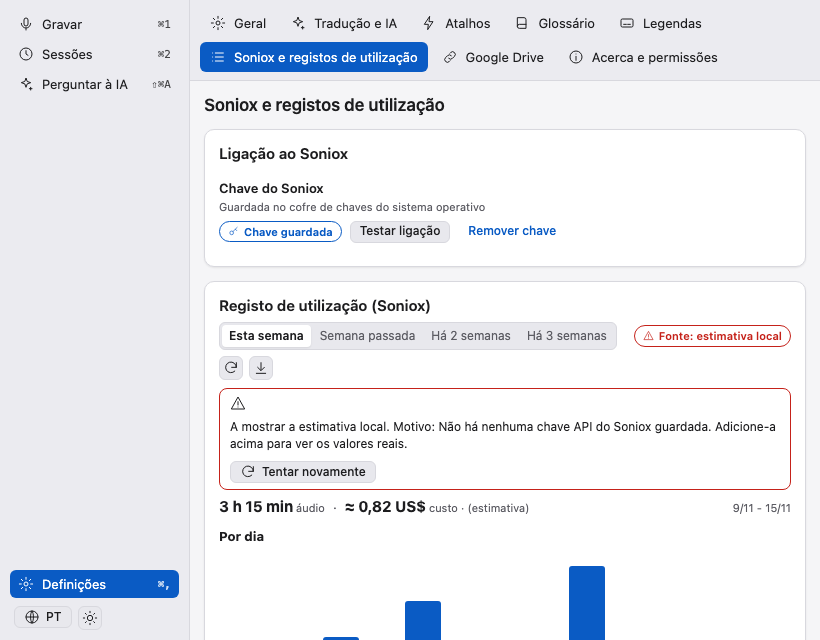 Gravar ⌘1
Sessões ⌘2
Perguntar à IA ⇧⌘A
Definições ⌘,
PT
Geral
Tradução e IA
Atalhos
Glossário
Legendas
Soniox e registos de utilização
Google Drive
Acerca e permissões
Soniox e registos de utilização
Ligação ao Soniox
Chave do Soniox
Guardada no cofre de chaves do sistema operativo
Chave guardada
Testar ligação
Remover chave
Registo de utilização (Soniox)
Esta semana
Semana passada
Há 2 semanas
Há 3 semanas
Fonte: estimativa local
A mostrar a estimativa local. Motivo: Não há nenhuma chave API do Soniox guardada. Adicione-a
acima para ver os valores reais.
Tentar novamente
3 h 15 min áudio · ≈ 0,82 US$ custo · (estimativa) 9/11 - 15/11
Por dia